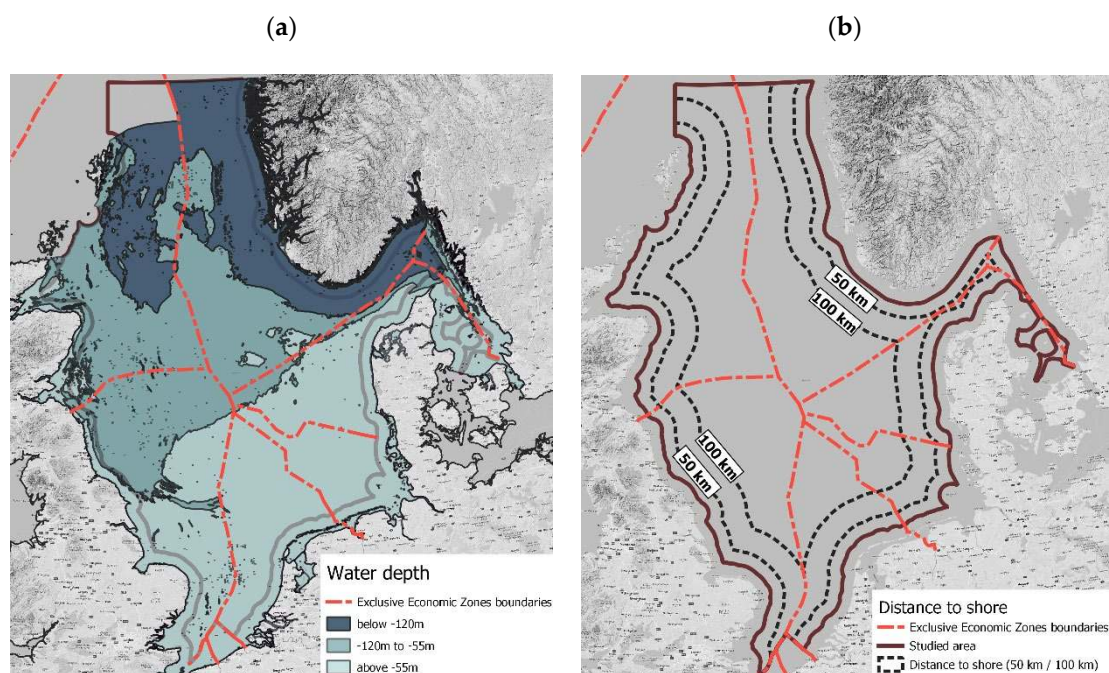 (a)
(b)
Water depth
Exclusive Economic Zones boundaries
below -120m
-120m to -55m
above -55m
50 km
100 km
100 km
50 km
Distance to shore
Exclusive Economic Zones boundaries
Studied area
Distance to shore (50 km / 100 km)